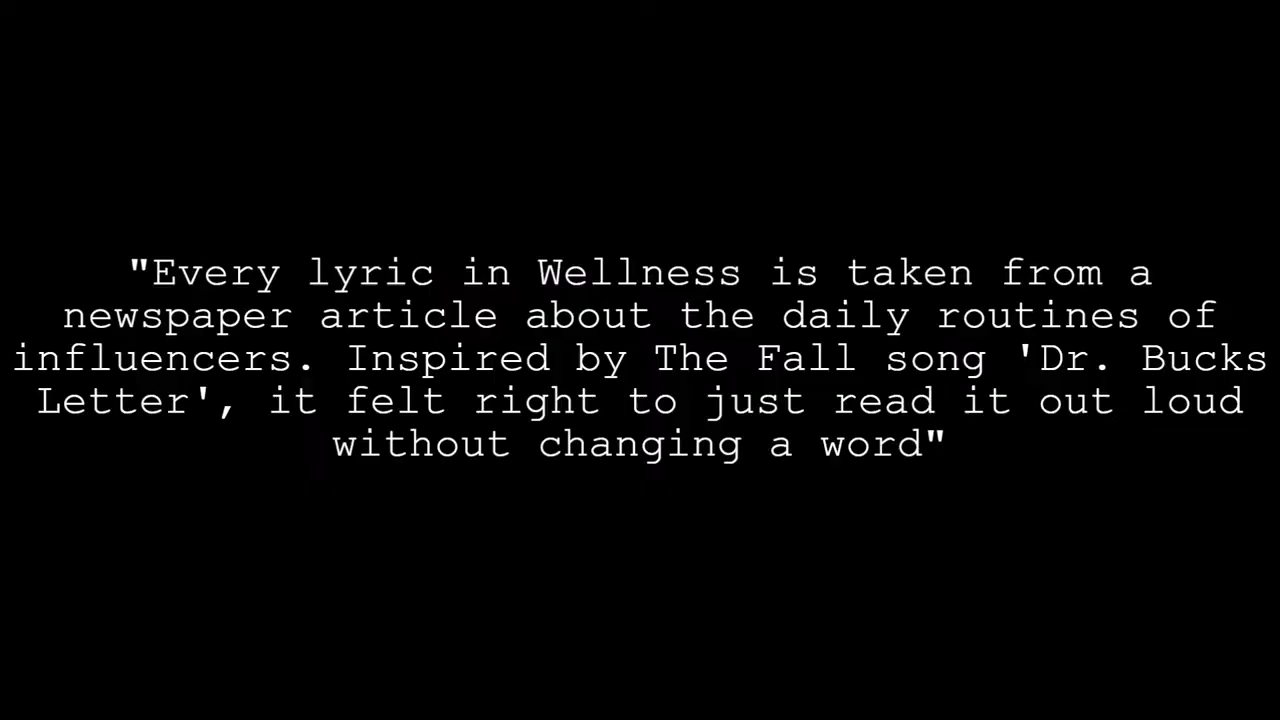 "Every lyric in Wellness is taken from a
newspaper article about the daily routines of
influencers. Inspired by The Fall song 'Dr. Bucks
Letter', it felt right to just read it out loud
without changing a word"